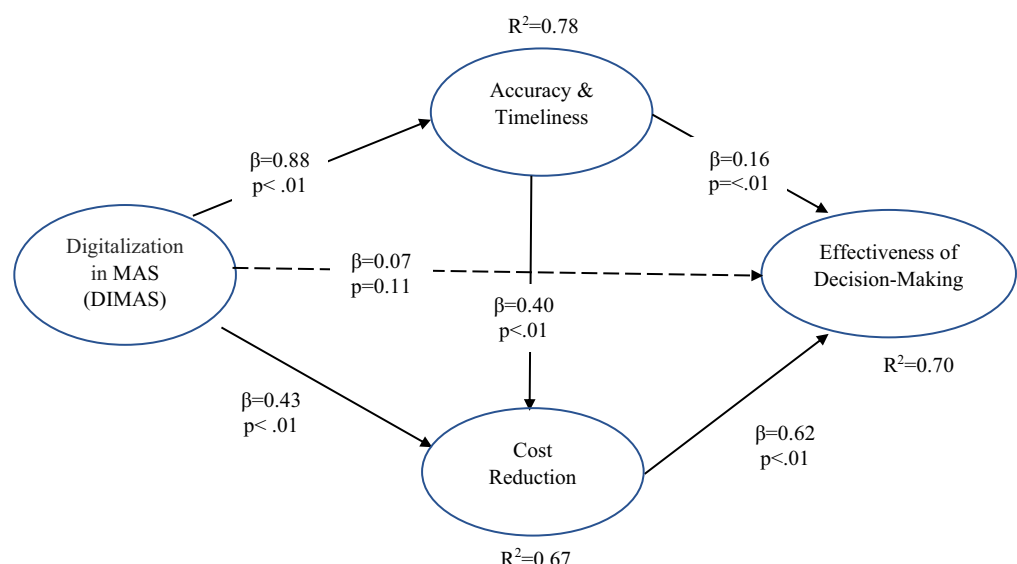 R²=0.78
Accuracy &
Timeliness
β=0.88
p< .01
β=0.16
p=<.01
Digitalization
in MAS
(DIMAS)
β=0.07
p=0.11
Effectiveness of
Decision-Making
β=0.40
p<.01
R²=0.70
β=0.43
p< .01
β=0.62
p<.01
Cost
Reduction
R²=0.67